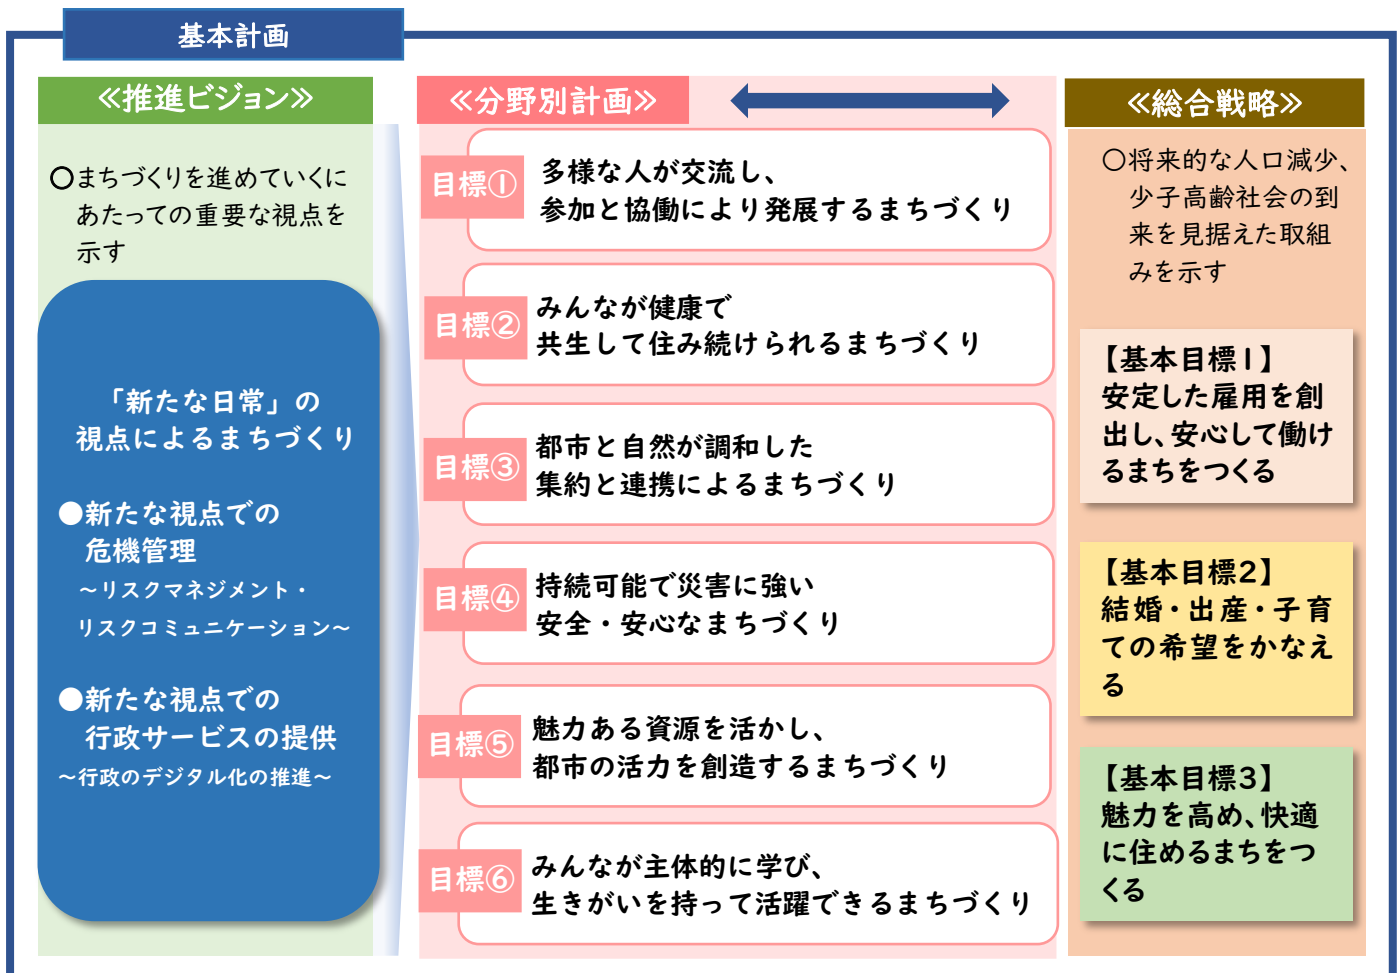 基本計画
≪推進ビジョン≫
○まちづくりを進めていくに
あたっての重要な視点を
示す
「新たな日常」の
視点によるまちづくり
●新たな視点での
危機管理
～リスクマネジメント・
リスクコミュニケーション～
●新たな視点での
行政サービスの提供
～行政のデジタル化の推進～
≪分野別計画≫
目標①
多様な人が交流し、
参加と協働により発展するまちづくり
目標②
みんなが健康で
共生して住み続けられるまちづくり
目標③
都市と自然が調和した
集約と連携によるまちづくり
目標④
持続可能で災害に強い
安全・安心なまちづくり
目標⑤
魅力ある資源を活かし、
都市の活力を創造するまちづくり
目標⑥
みんなが主体的に学び、
生きがいを持って活躍できるまちづくり
≪総合戦略≫
○将来的な人口減少、
少子高齢社会の到
来を見据えた取組
みを示す
【基本目標1】
安定した雇用を創
出し、安心して働け
るまちをつくる
【基本目標2】
結婚・出産・子育
ての希望をかなえ
る
【基本目標3】
魅力を高め、快適
に住めるまちをつ
くる